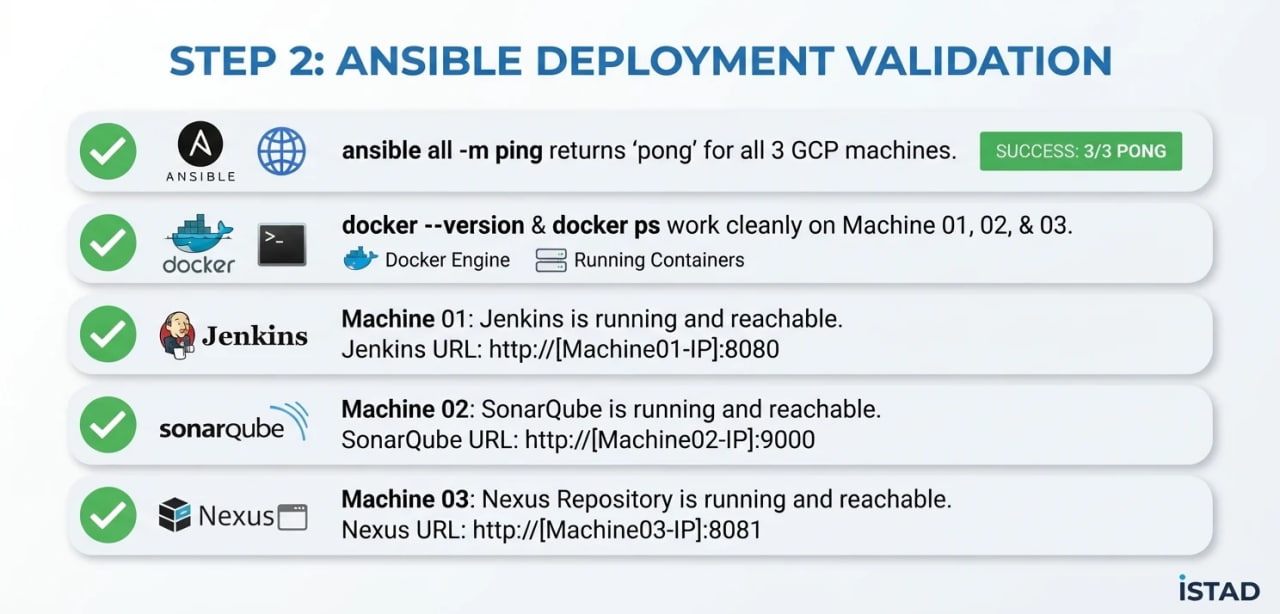 STEP 2: ANSIBLE DEPLOYMENT VALIDATION
ANSIBLE
ansible all -m ping returns ‘pong’ for all 3 GCP machines.
SUCCESS: 3/3 PONG
docker
>_
docker --version & docker ps work cleanly on Machine 01, 02, & 03.
Docker Engine
Running Containers
Jenkins
Machine 01: Jenkins is running and reachable.
Jenkins URL: http://[Machine01-IP]:8080
sonarqube
Machine 02: SonarQube is running and reachable.
SonarQube URL: http://[Machine02-IP]:9000
Nexus
Machine 03: Nexus Repository is running and reachable.
Nexus URL: http://[Machine03-IP]:8081
iSTAD